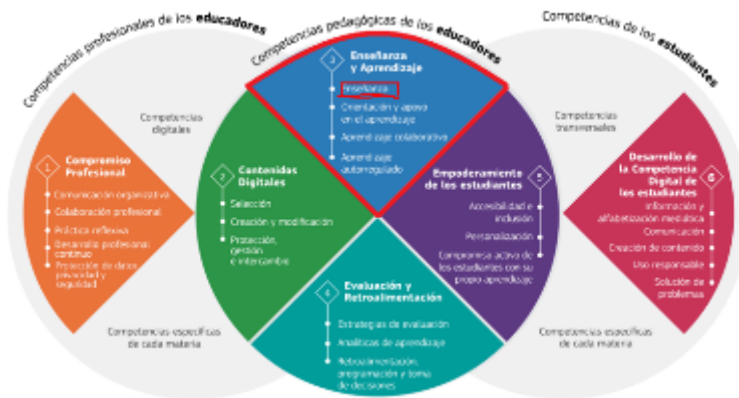 Competencias profesionales de los educadores
Competencias pedagógicas de los educadores
Competencias de los estudiantes
Competencias
digitales
1
Compromiso
Profesional
Comunicación organizativa
Colaboración profesional
Práctica reflexiva
Desarrollo profesional
continuo
Protección de datos,
privacidad y
seguridad
Competencias específicas
de cada materia
2
Contenidos
Digitales
Selección
Creación y modificación
Protección,
gestión
e intercambio
3
Enseñanza
y Aprendizaje
Enseñanza
Orientación y apoyo
en el aprendizaje
Aprendizaje colaborativo
Aprendizaje
autorregulado
4
Evaluación y
Retroalimentación
Estrategias de evaluación
Analíticas de aprendizaje
Retroalimentación,
programación y toma
de decisiones
5
Empoderamiento
de los estudiantes
Accesibilidad e
inclusión
Personalización
Compromiso activo de
los estudiantes con su
propio aprendizaje
Competencias
transversales
6
Desarrollo de
la Competencia
Digital de
los estudiantes
Información y
alfabetización mediática
Comunicación
Creación de contenido
Uso responsable
Solución de
problemas
Competencias específicas
de cada materia